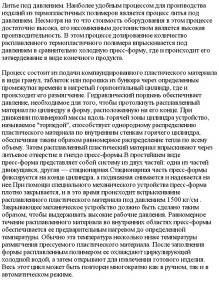 Литье под давлением. Наиболее удобным процессом для производства
изделий из термопластичных полимеров является процесс литья под
давлением. Несмотря на то что стоимость оборудования в этом процессе
достаточно высока, его несомненным достоинством является высокая
производительность. В этом процессе дозированное количество
расплавленного термопластичного полимера впрыскивается под
давлением в сравнительно холодную пресс-форму, где и происходит его
затвердевание в виде конечного продукта.
Процесс состоит из подачи компаундированного пластического материала
в виде гранул, таблеток или порошка из бункера через определенные
промежутки времени в нагретый горизонтальный цилиндр, где и
происходит его размягчение. Гидравлический поршень обеспечивает
давление, необходимое для того, чтобы протолкнуть расплавленный
материал по цилиндру в форму, расположенную на его конце. При
движении полимерной массы вдоль горячей зоны цилиндра устройство,
называемое "торпедой", способствует однородному распределению
пластического материала по внутренним стенкам горячего цилиндра,
обеспечивая таким образом равномерное распределение тепла по всему
объему. Затем расплавленный пластический материал впрыскивают через
литьевое отверстие в гнездо пресс-формы.В простейшем виде
пресс-форма представляет собой систему из двух частей: одна из частей
движущаяся, другая — стационарная.Стационарная часть пресс-формы
фиксируется на конце цилиндра, а подвижная снимается и надевается на
нее.При помощи специального механического устройства пресс-форма
плотно закрывается, и в это время происходит вспрыскивание
расплавленного пластического материала под давлением 1500 кг/см .
Закрывающее механическое устройство должно быть сделано таким
образом, чтобы выдерживать высокие рабочие давления. Равномерное
течение расплавленного материала во внутренних областях пресс-формы
обеспечивается ее предварительным нагревом до определенной
температуры. Обычно эта температура несколько ниже температуры
размягчения прессуемого пластического материала. После заполнения
формы расплавленным полимером ее охлаждают циркулирующей
холодной водой, а затем открывают для извлечения готового изделия.
Весь этот цикл может быть повторен многократно как в ручном, так и в
автоматическом режиме.